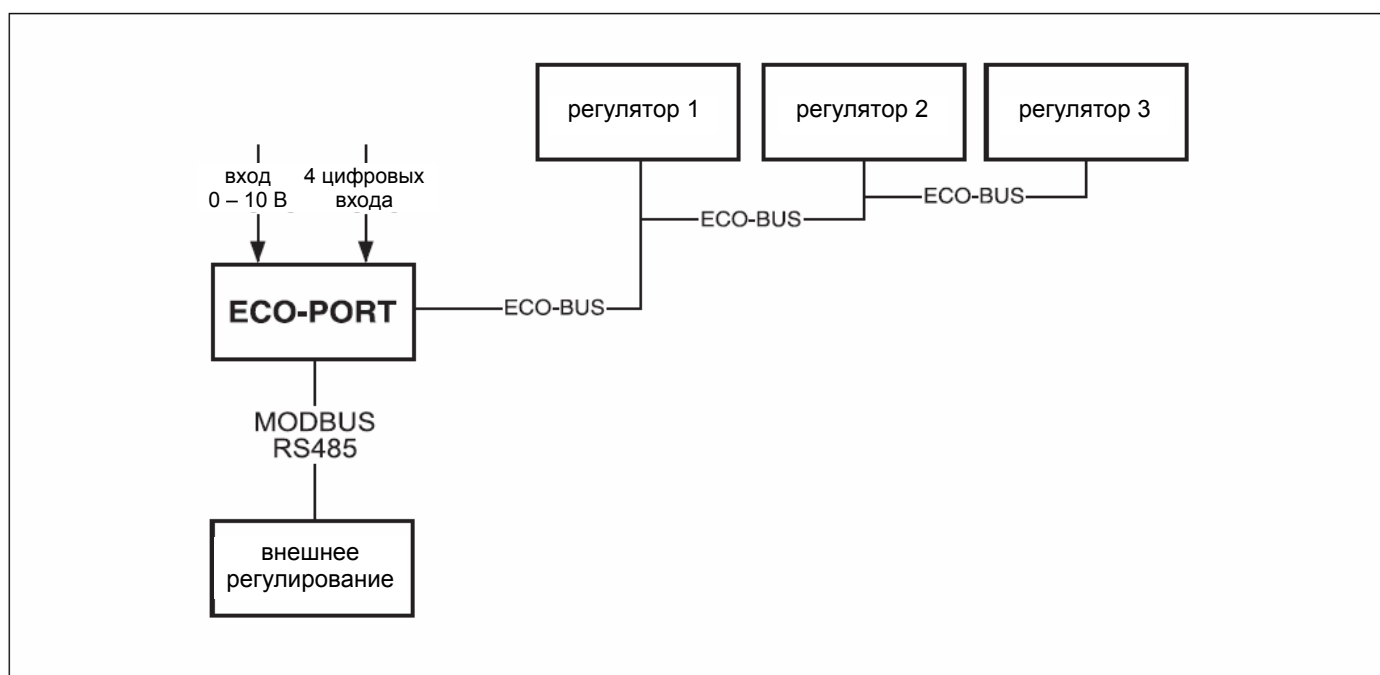 регулятор 1
регулятор 2
регулятор 3
вход
0 – 10 В
4 цифровых
входа
ECO-BUS
ECO-BUS
ECO-PORT
ECO-BUS
MODBUS
RS485
внешнее
регулирование